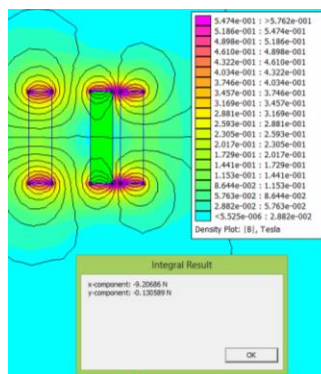 5.474e-001 : >5.762e-001
5.186e-001 : 5.474e-001
4.898e-001 : 5.186e-001
4.610e-001 : 4.898e-001
4.322e-001 : 4.610e-001
4.034e-001 : 4.322e-001
3.746e-001 : 4.034e-001
3.457e-001 : 3.746e-001
3.169e-001 : 3.457e-001
2.881e-001 : 3.169e-001
2.593e-001 : 2.881e-001
2.305e-001 : 2.593e-001
2.017e-001 : 2.305e-001
1.729e-001 : 2.017e-001
1.441e-001 : 1.729e-001
1.153e-001 : 1.441e-001
8.644e-002 : 1.153e-001
5.763e-002 : 8.644e-002
2.882e-002 : 5.763e-002
<5.525e-006 : 2.882e-002
Density Plot: |B|, Tesla
Integral Result
x-component: -9.20686 N
y-component: -0.130589 N
OK